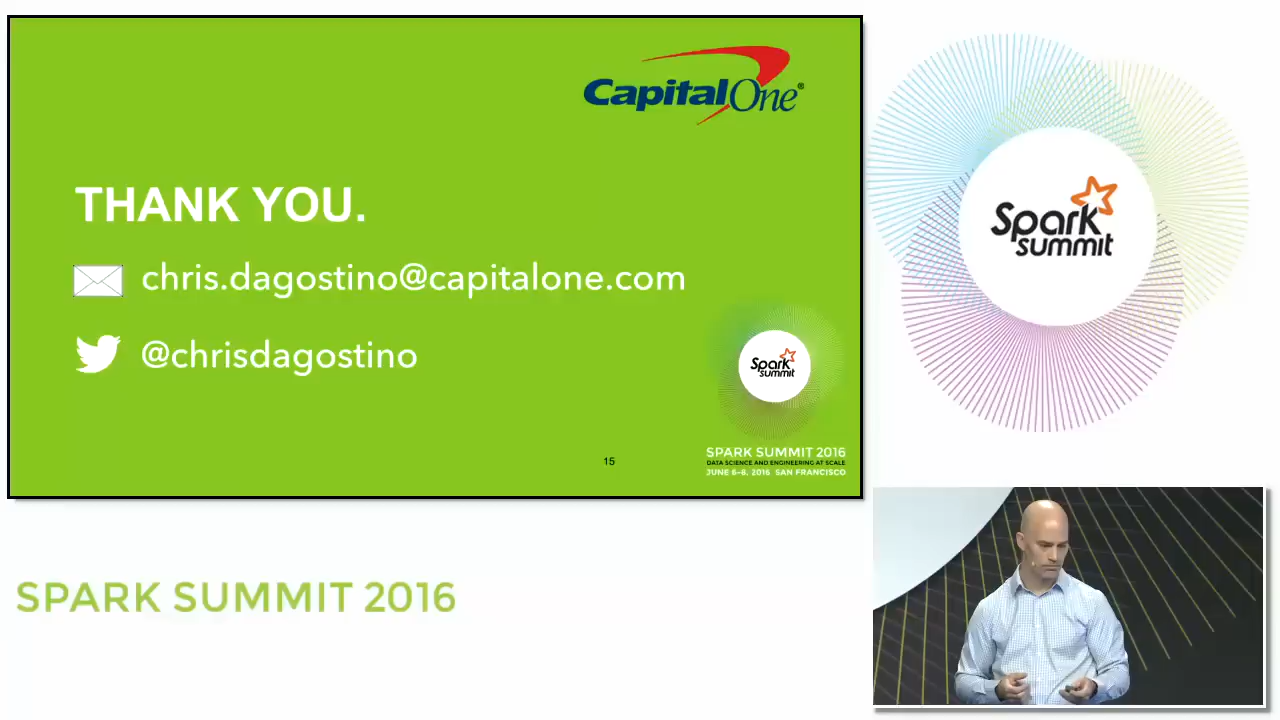 CapitalOne®
THANK YOU.
chris.dagostino@capitalone.com
@chrisdagostino
Spark
summit
SPARK SUMMIT 2016
DATA SCIENCE AND ENGINEERING AT SCALE
JUNE 6–8, 2016 SAN FRANCISCO
15
Spark
summit
SPARK SUMMIT 2016